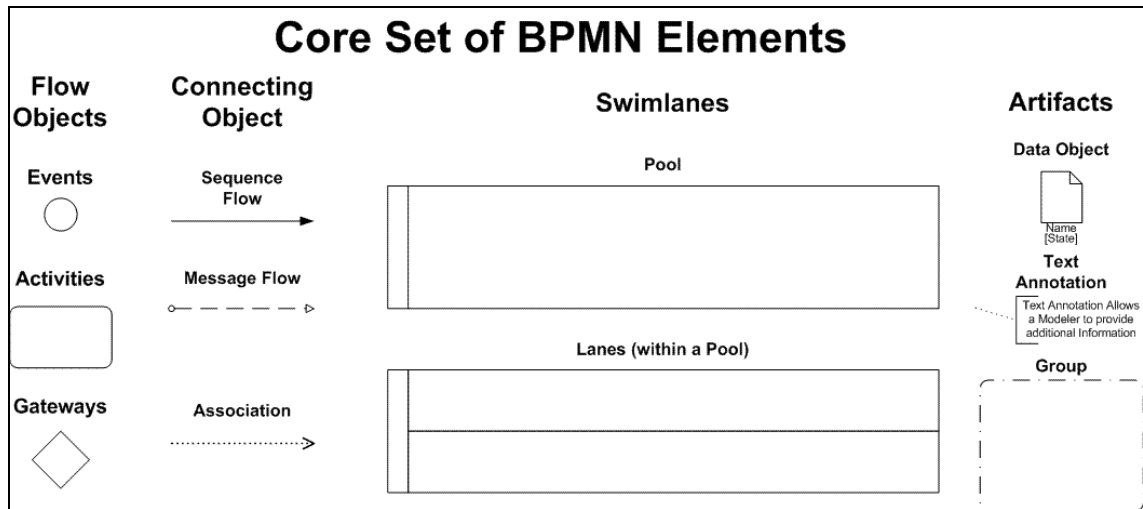 Core Set of BPMN Elements
Flow
Objects
Events
Activities
Gateways
Connecting
Object
Sequence
Flow
Message Flow
Association
Swimlanes
Pool
Lanes (within a Pool)
Artifacts
Data Object
Name
[State]
Text
Annotation
Text Annotation Allows
a Modeler to provide
additional Information
Group